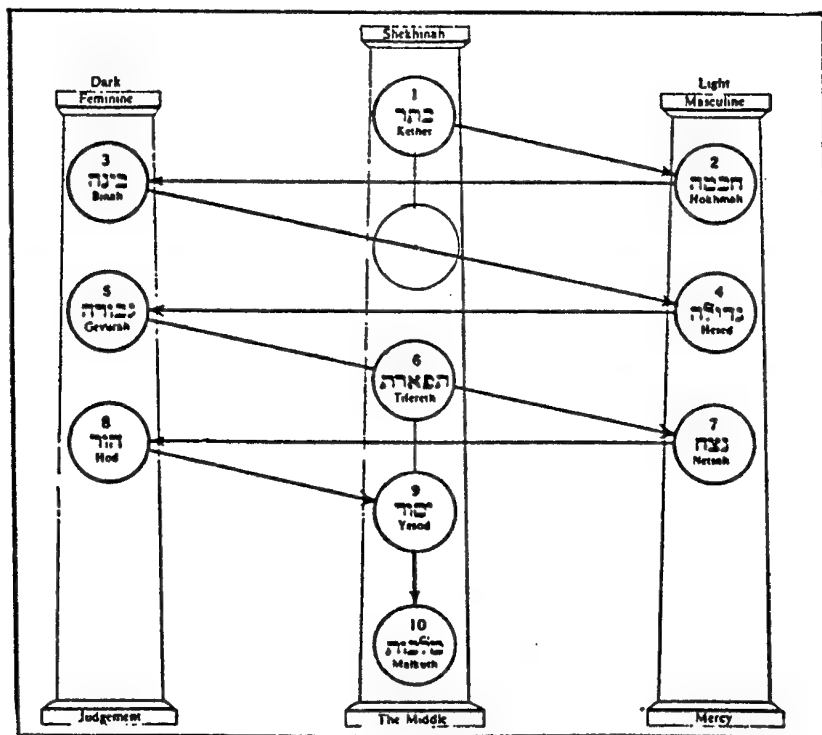 Shekhinah
Dark
Feminine
Light
Masculine
1
כתר
Kether
3
בינה
Binah
2
חכמה
Hokhmah
5
גבורה
Gevurah
4
גדולה
Hesed
6
תפארת
Tifereth
8
הוד
Hod
7
נצח
Netsah
9
יסוד
Yesod
10
מלכות
Malkuth
Judgement
The Middle
Mercy